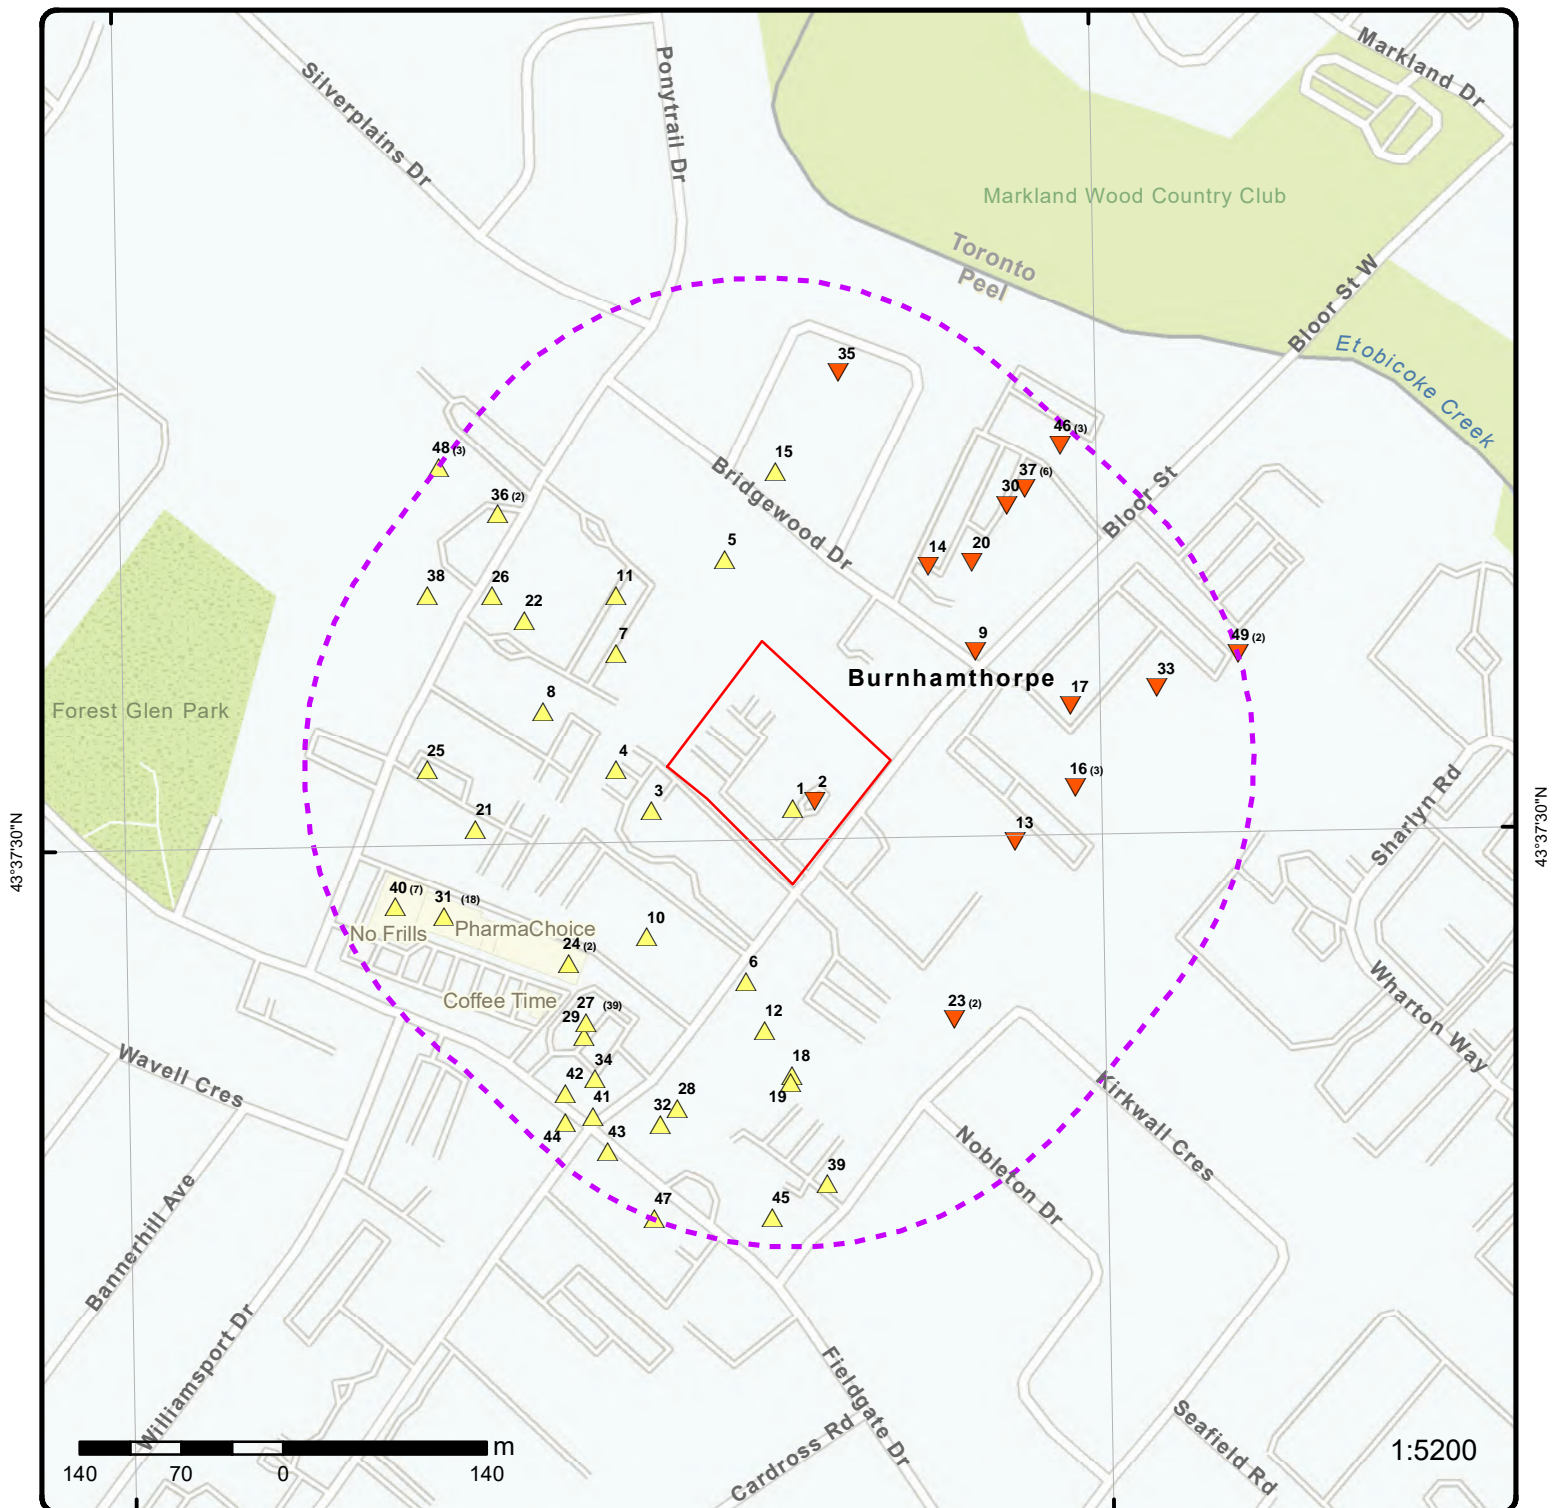 Markland Dr
Silverplains Dr
Ponytrail Dr
Markland Wood Country Club
Toronto
Peel
Bloor St W
Etobicoke Creek
35
46 (3)
48 (3)
15
37 (6)
30
36 (2)
Bridgewood Dr
Bloor St
5
14
20
38
26
11
22
7
9
49 (2)
Burnhamthorpe
33
17
8
Forest Glen Park
25
4
16 (3)
2
1
3
21
13
Sharlyn Rd
43°37'30"N
43°37'30"N
40 (7)
31 (18)
No Frills
PharmaChoice
10
24 (2)
6
Coffee Time
27 (39)
29
12
23 (2)
Wharton Way
Wavell Cres
34
18
42
19
28
41
32
44
43
Kirkwall Cres
Nobleton Dr
39
47
45
Bannerhill Ave
Williamsport Dr
Fieldgate Dr
Cardross Rd
Seafield Rd
m
140 70 0 140
1:5200